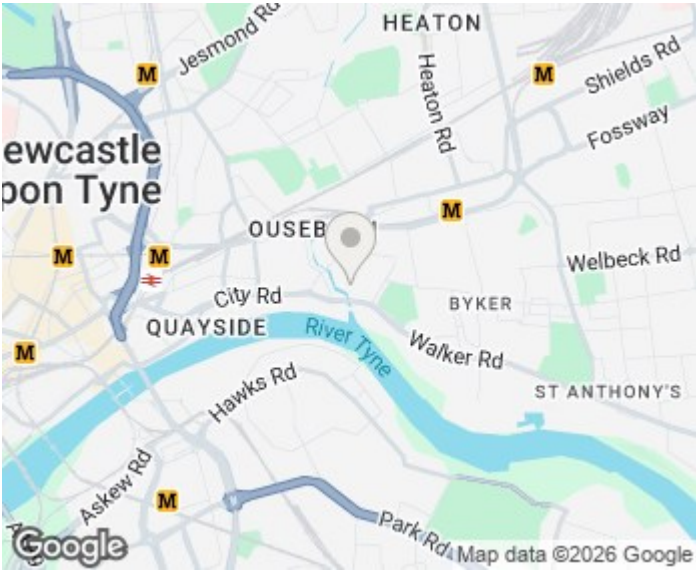 HEATON
Jesmond Rd
M
M
Shields Rd
Heaton Rd
Fossway
ewcastle
pon Tyne
M
OUSEB
M
M
Welbeck Rd
City Rd
BYKER
QUAYSIDE
River Tyne
Walker Rd
M
Hawks Rd
ST ANTHONY'S
Askew Rd
M
Park Rd
Google
Map data ©2026 Google